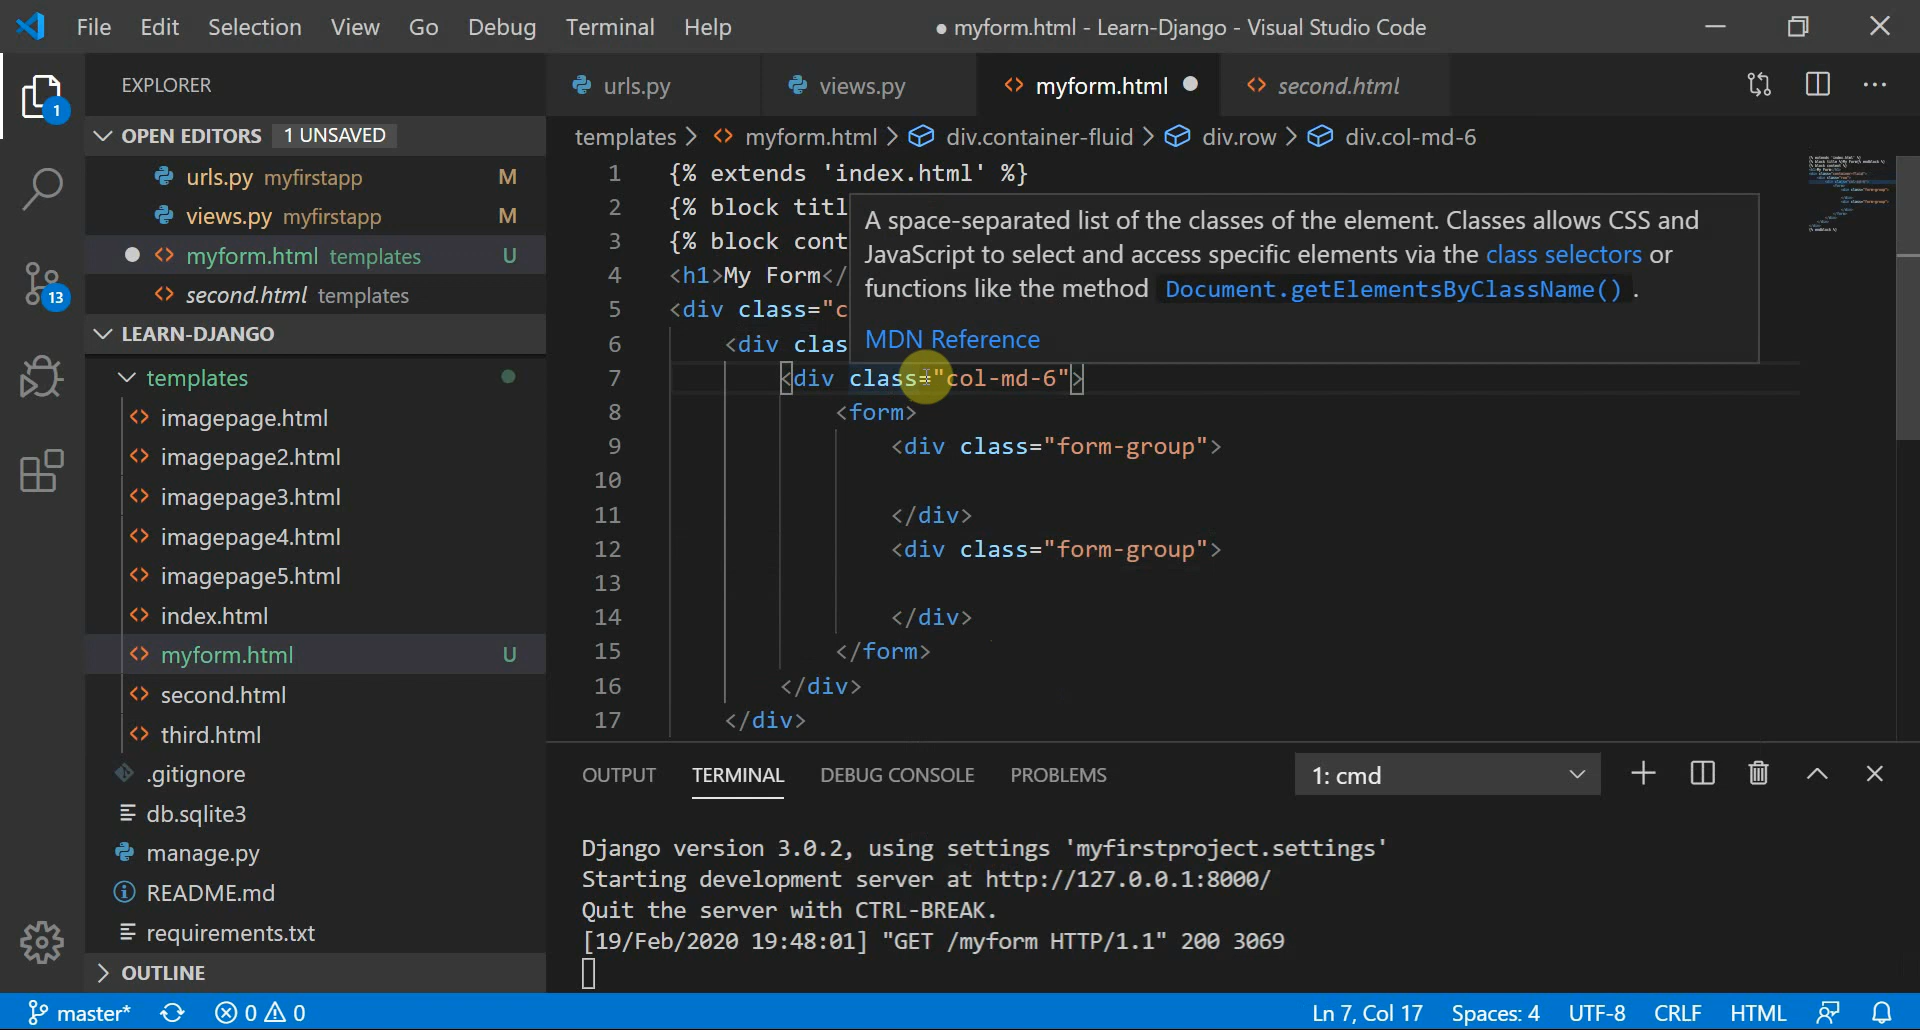 File Edit Selection View Go Debug Terminal Help
● myform.html - Learn-Django - Visual Studio Code
EXPLORER
1
13
OPEN EDITORS 1 UNSAVED
urls.py myfirstapp M
views.py myfirstapp M
myform.html templates U
second.html templates
LEARN-DJANGO
templates
imagepage.html
imagepage2.html
imagepage3.html
imagepage4.html
imagepage5.html
index.html
myform.html U
second.html
third.html
.gitignore
db.sqlite3
manage.py
README.md
requirements.txt
OUTLINE
urls.py views.py myform.html second.html
templates > myform.html > div.container-fluid > div.row > div.col-md-6
1 {% extends 'index.html' %}
2 {% block titl
3 {% block cont
4 <h1>My Form</
5 <div class="c
6 <div clas
7 <div class="col-md-6">
8 <form>
9 <div class="form-group">
10
11 </div>
12 <div class="form-group">
13
14 </div>
15 </form>
16 </div>
17 </div>
A space-separated list of the classes of the element. Classes allows CSS and
JavaScript to select and access specific elements via the class selectors or
functions like the method Document.getElementsByClassName() .
MDN Reference
OUTPUT TERMINAL DEBUG CONSOLE PROBLEMS
1: cmd
Django version 3.0.2, using settings 'myfirstproject.settings'
Starting development server at http://127.0.0.1:8000/
Quit the server with CTRL-BREAK.
[19/Feb/2020 19:48:01] "GET /myform HTTP/1.1" 200 3069
master* 0 0
Ln 7, Col 17 Spaces: 4 UTF-8 CRLF HTML